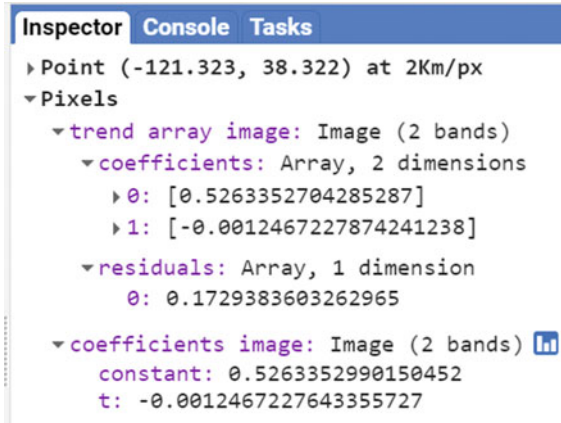 Inspector Console Tasks
Point (-121.323, 38.322) at 2Km/px
Pixels
trend array image: Image (2 bands)
coefficients: Array, 2 dimensions
0: [0.5263352704285287]
1: [-0.0012467227874241238]
residuals: Array, 1 dimension
0: 0.1729383603262965
coefficients image: Image (2 bands)
constant: 0.5263352990150452
t: -0.0012467227643355727